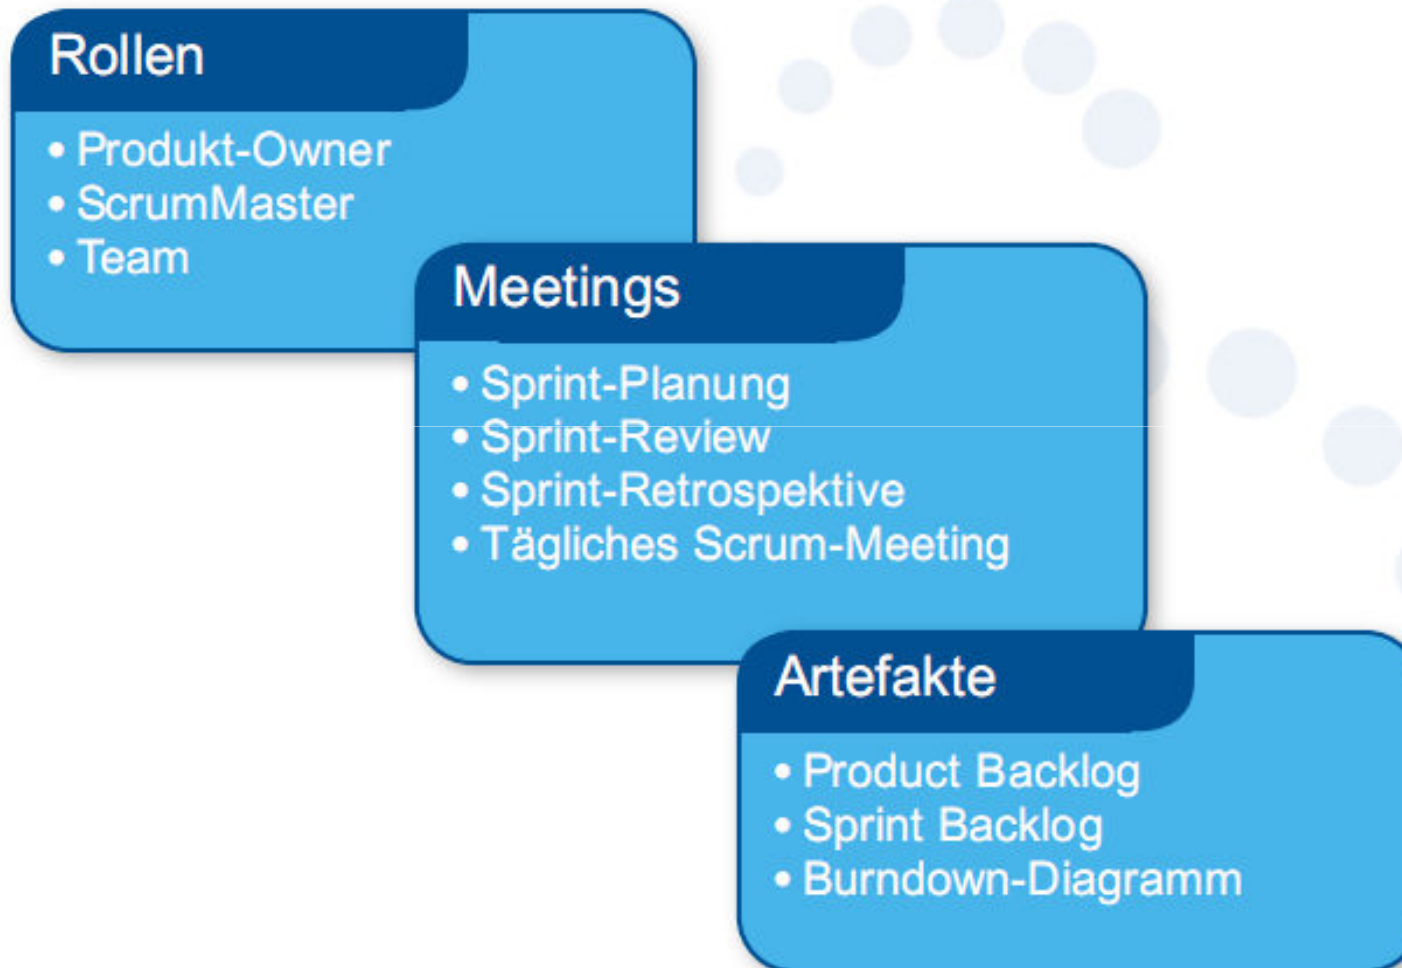 Rollen
• Produkt-Owner
• ScrumMaster
• Team
Meetings
• Sprint-Planung
• Sprint-Review
• Sprint-Retrospektive
• Tägliches Scrum-Meeting
Artefakte
• Product Backlog
• Sprint Backlog
• Burndown-Diagramm